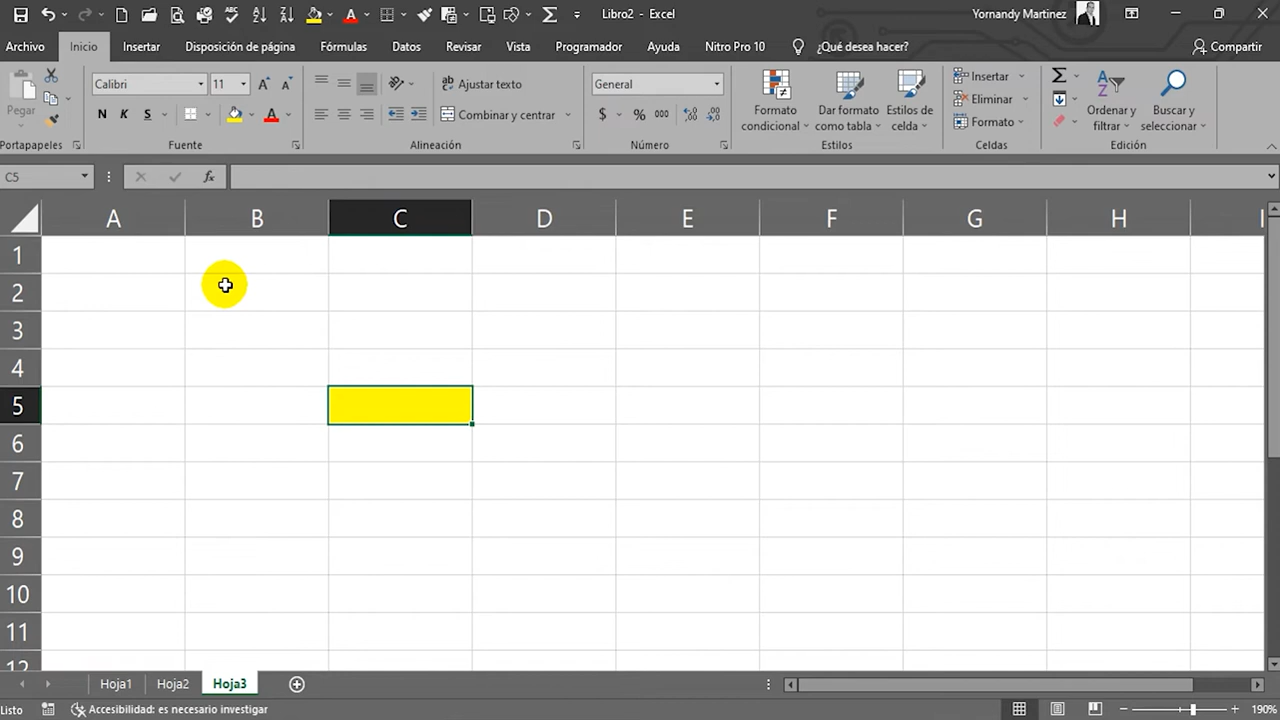 Libro2 - Excel
Yornandy Martinez
Archivo Inicio Insertar Disposición de página Fórmulas Datos Revisar Vista Programador Ayuda Nitro Pro 10 ¿Qué desea hacer? Compartir
Pegar
Portapapeles
Calibri 11
N K S
Fuente
Ajustar texto
Combinar y centrar
Alineación
General
$ % 000
Número
Formato condicional
Dar formato como tabla
Estilos de celda
Estilos
Insertar
Eliminar
Formato
Celdas
Ordenar y filtrar
Buscar y seleccionar
Edición
C5 fx
A B C D E F G H I
1
2
3
4
5
6
7
8
9
10
11
12
Hoja1 Hoja2 Hoja3
Listo Accesibilidad: es necesario investigar 190%